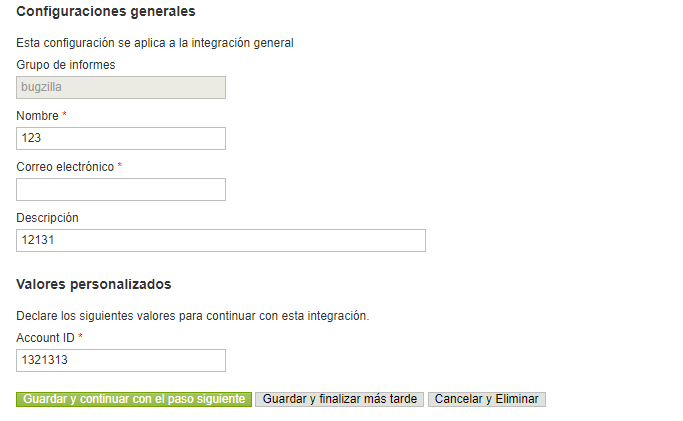 Configuraciones generales
Esta configuración se aplica a la integración general
Grupo de informes
bugzilla
Nombre *
123
Correo electrónico *
Descripción
12131
Valores personalizados
Declare los siguientes valores para continuar con esta integración.
Account ID *
1321313
Guardar y continuar con el paso siguiente Guardar y finalizar más tarde Cancelar y Eliminar